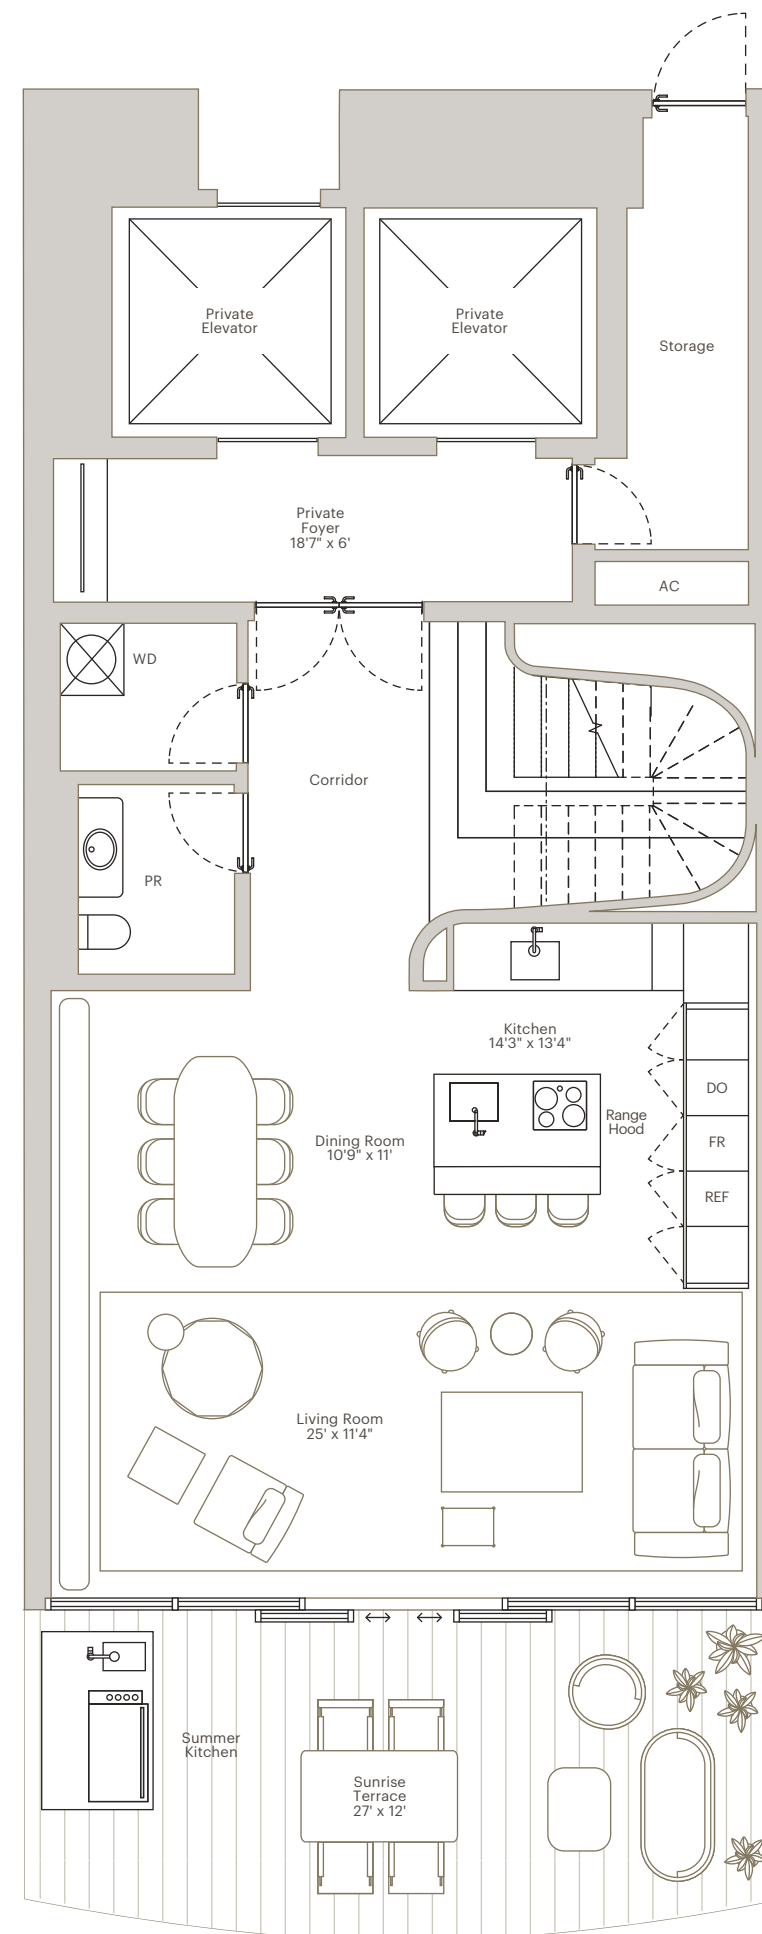 Private
Elevator
Private
Elevator
Storage
Private
Foyer
18'7" x 6'
AC
WD
Corridor
PR
Kitchen
14'3" x 13'4"
DO
Range
Hood
FR
Dining Room
10'9" x 11'
REF
Living Room
25' x 11'4"
Summer
Kitchen
Sunrise
Terrace
27' x 12'